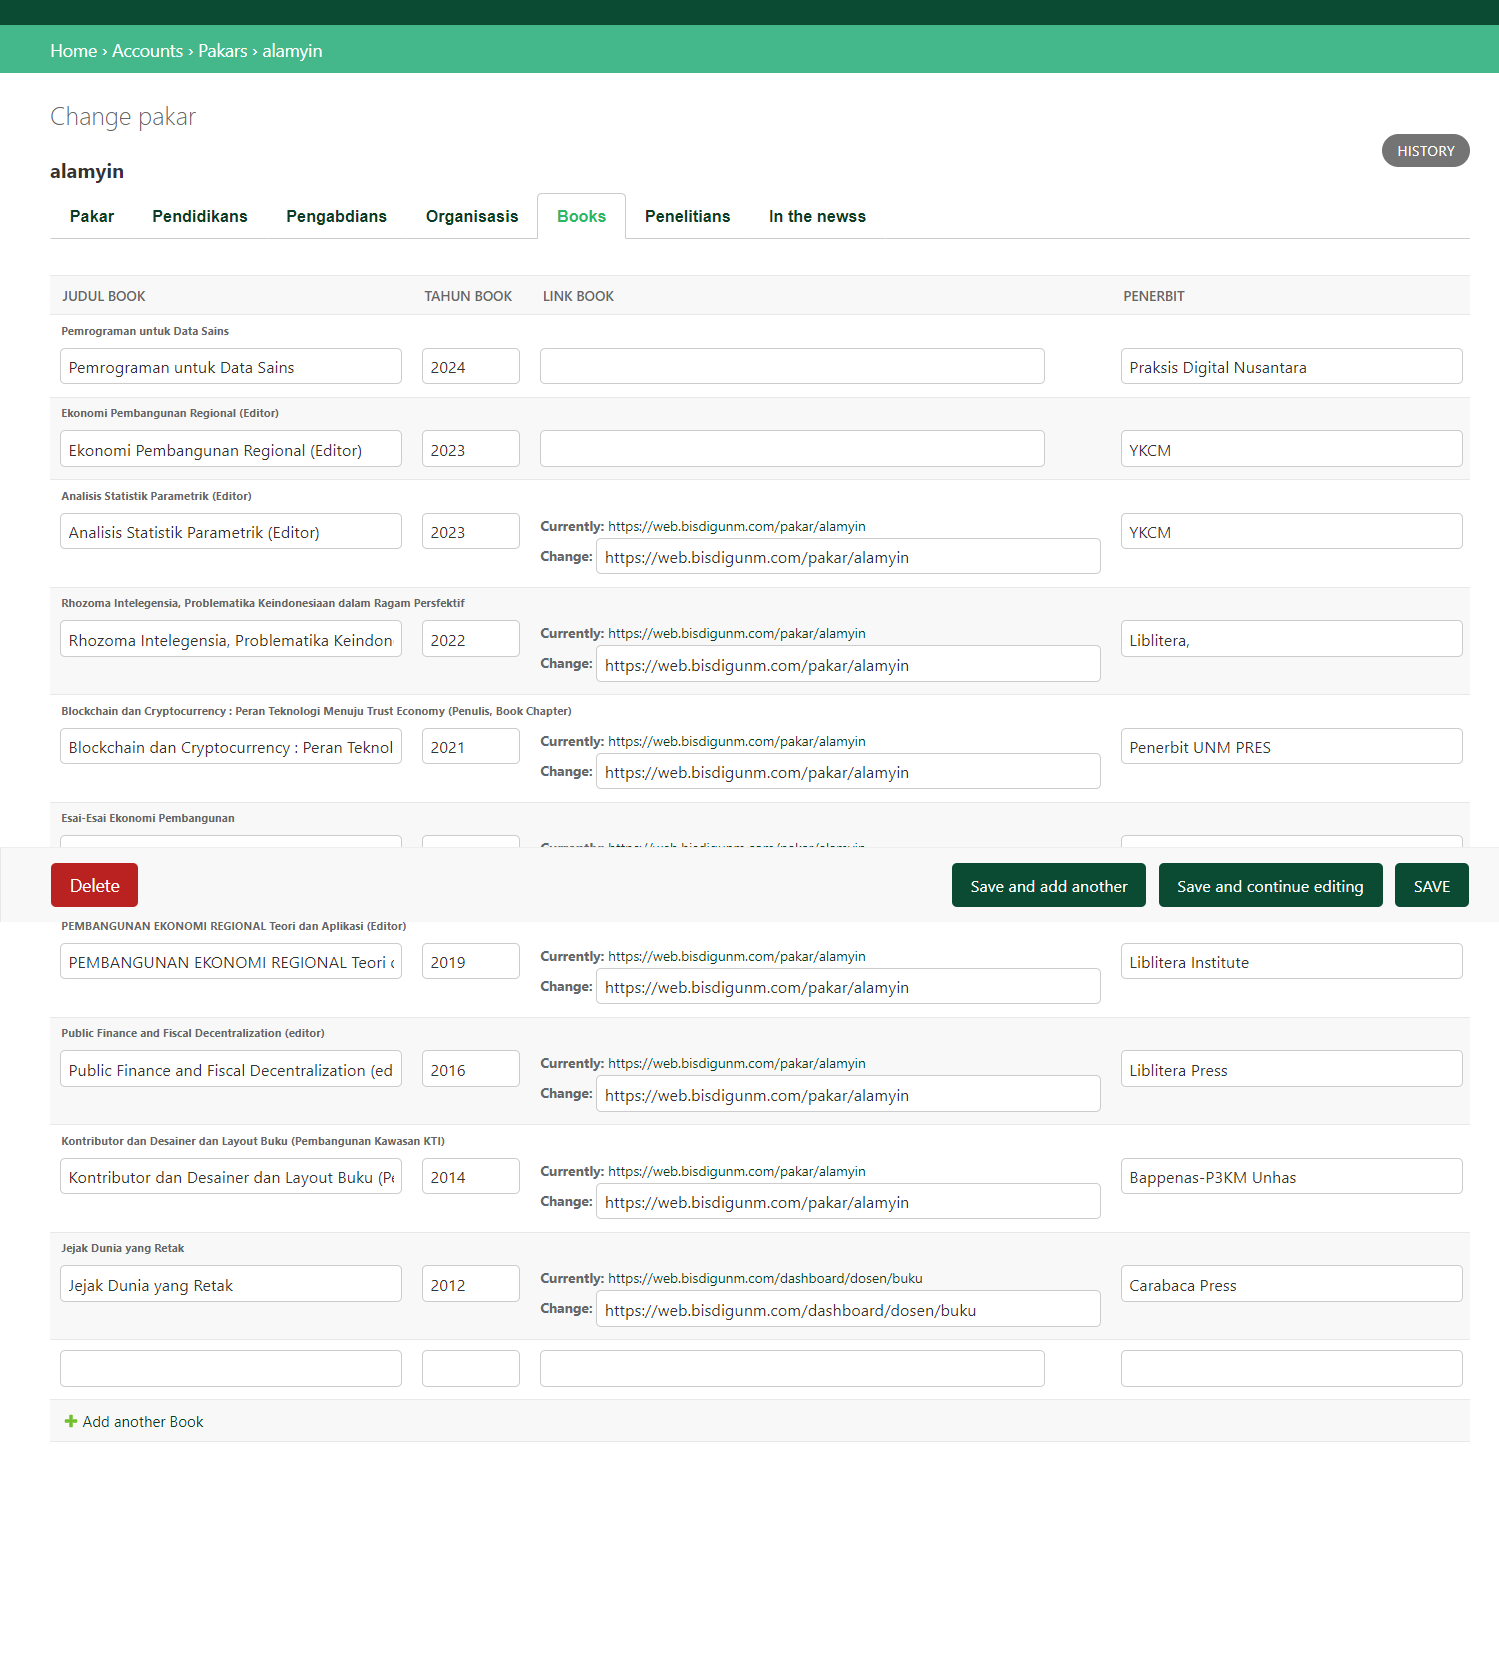 Home › Accounts › Pakars › alamyin
Change pakar
HISTORY
alamyin
Pakar Pendidikans Pengabdians Organisasis Books Penelitians In the newss
JUDUL BOOK TAHUN BOOK LINK BOOK PENERBIT
Pemrograman untuk Data Sains
Pemrograman untuk Data Sains 2024 Praksis Digital Nusantara
Ekonomi Pembangunan Regional (Editor)
Ekonomi Pembangunan Regional (Editor) 2023 YKCM
Analisis Statistik Parametrik (Editor)
Currently: https://web.bisdigunm.com/pakar/alamyin
Analisis Statistik Parametrik (Editor) 2023 YKCM
Change: https://web.bisdigunm.com/pakar/alamyin
Rhozoma Intelegensia, Problematika Keindonesiaan dalam Ragam Persfektif
Currently: https://web.bisdigunm.com/pakar/alamyin
Rhozoma Intelegensia, Problematika Keindon 2022 Liblitera,
Change: https://web.bisdigunm.com/pakar/alamyin
Blockchain dan Cryptocurrency : Peran Teknologi Menuju Trust Economy (Penulis, Book Chapter)
Currently: https://web.bisdigunm.com/pakar/alamyin
Blockchain dan Cryptocurrency : Peran Teknol 2021 Penerbit UNM PRES
Change: https://web.bisdigunm.com/pakar/alamyin
Esai-Esai Ekonomi Pembangunan
Delete Save and add another Save and continue editing SAVE
PEMBANGUNAN EKONOMI REGIONAL Teori dan Aplikasi (Editor)
Currently: https://web.bisdigunm.com/pakar/alamyin
PEMBANGUNAN EKONOMI REGIONAL Teori 2019 Liblitera Institute
Change: https://web.bisdigunm.com/pakar/alamyin
Public Finance and Fiscal Decentralization (editor)
Currently: https://web.bisdigunm.com/pakar/alamyin
Public Finance and Fiscal Decentralization (ed 2016 Liblitera Press
Change: https://web.bisdigunm.com/pakar/alamyin
Kontributor dan Desainer dan Layout Buku (Pembangunan Kawasan KTI)
Currently: https://web.bisdigunm.com/pakar/alamyin
Kontributor dan Desainer dan Layout Buku (Pe 2014 Bappenas-P3KM Unhas
Change: https://web.bisdigunm.com/pakar/alamyin
Jejak Dunia yang Retak
Currently: https://web.bisdigunm.com/dashboard/dosen/buku
Jejak Dunia yang Retak 2012 Carabaca Press
Change: https://web.bisdigunm.com/dashboard/dosen/buku
Add another Book